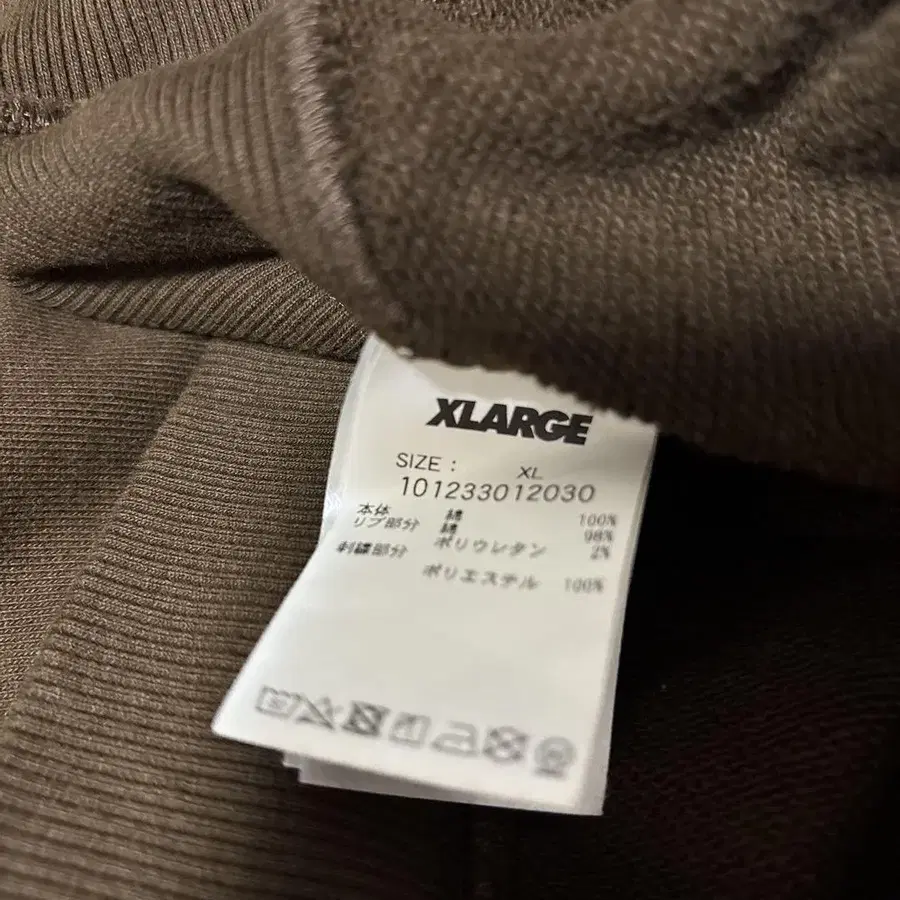 XLARGE
SIZE : XL
101233012030
本体 綿 100%
リブ部分 綿 98%
ポリウレタン 2%
刺繍部分
ポリエステル 100%